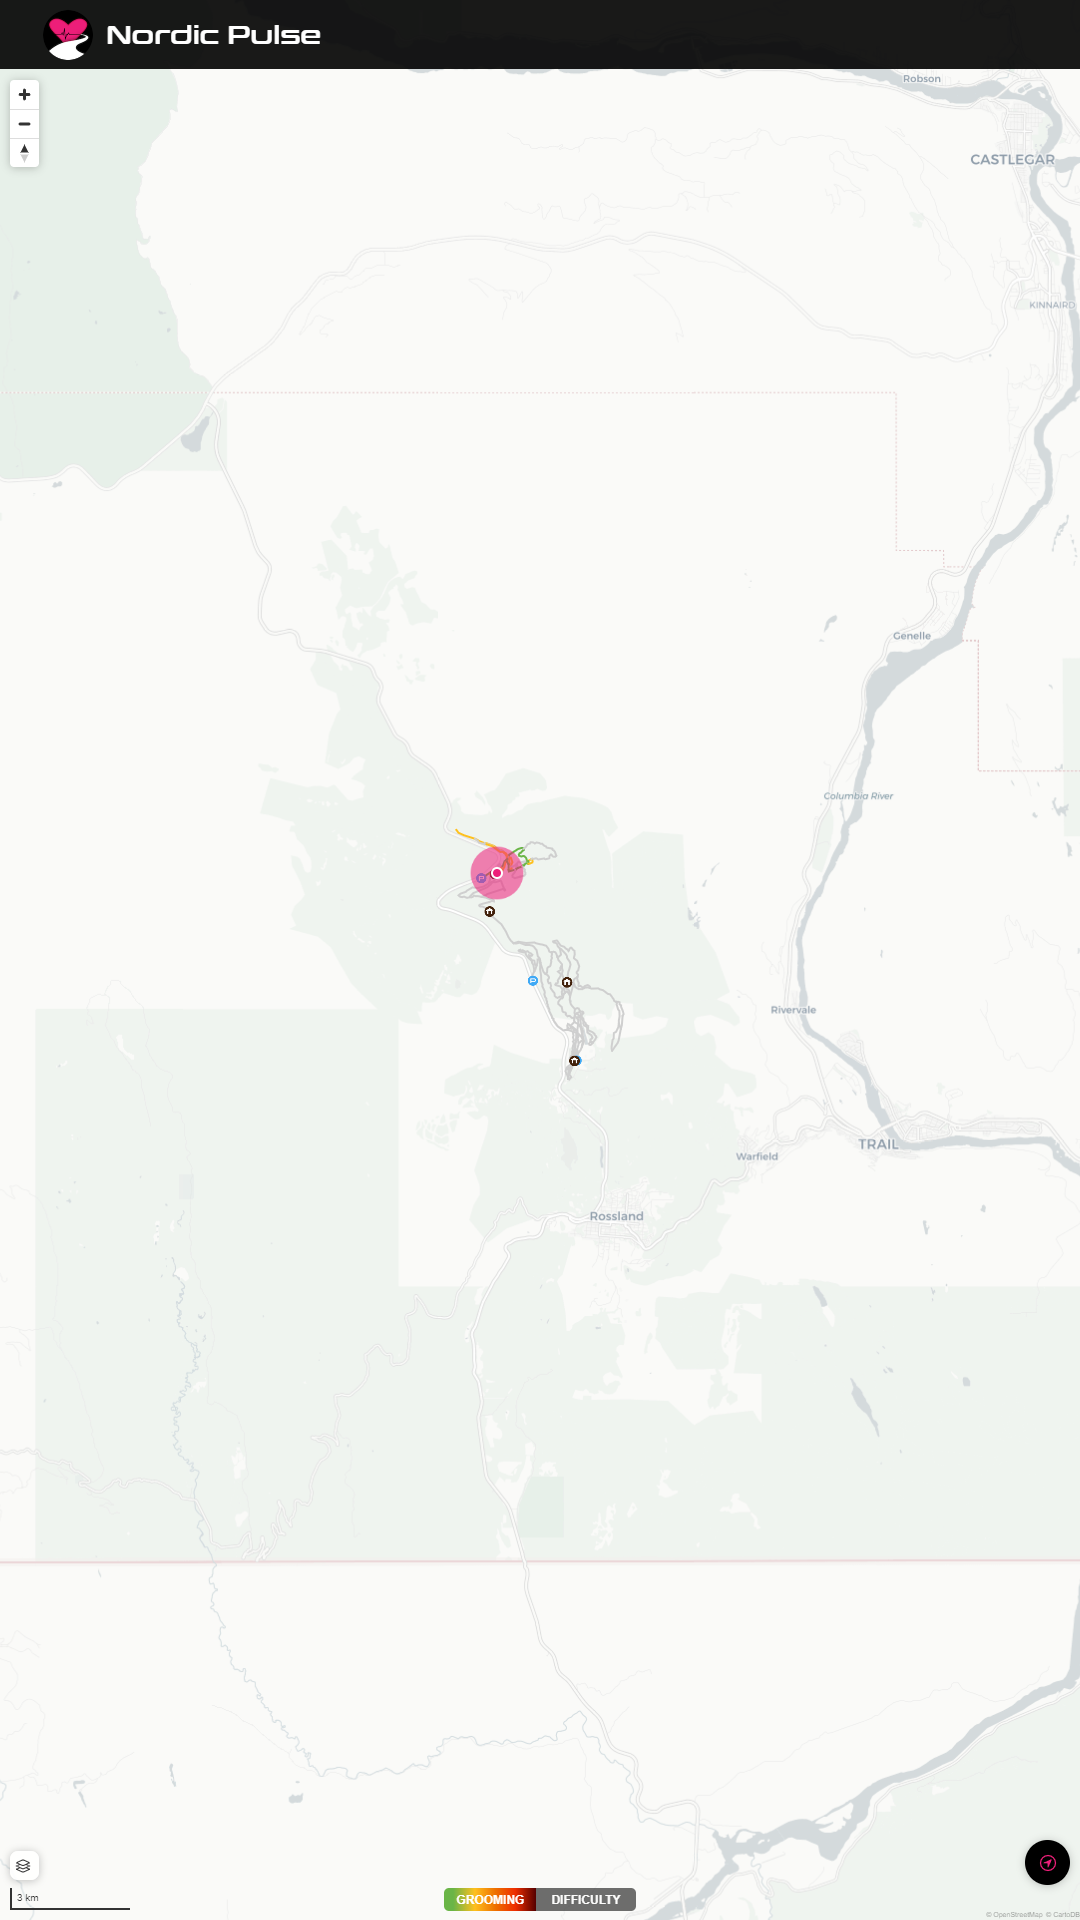 Nordic Pulse
Robson
CASTLEGAR
KINNAIRD
Genelle
Columbia River
Rivervale
TRAIL
Warfield
Rossland
3 km
GROOMING
DIFFICULTY
© OpenStreetMap, © CartoDB